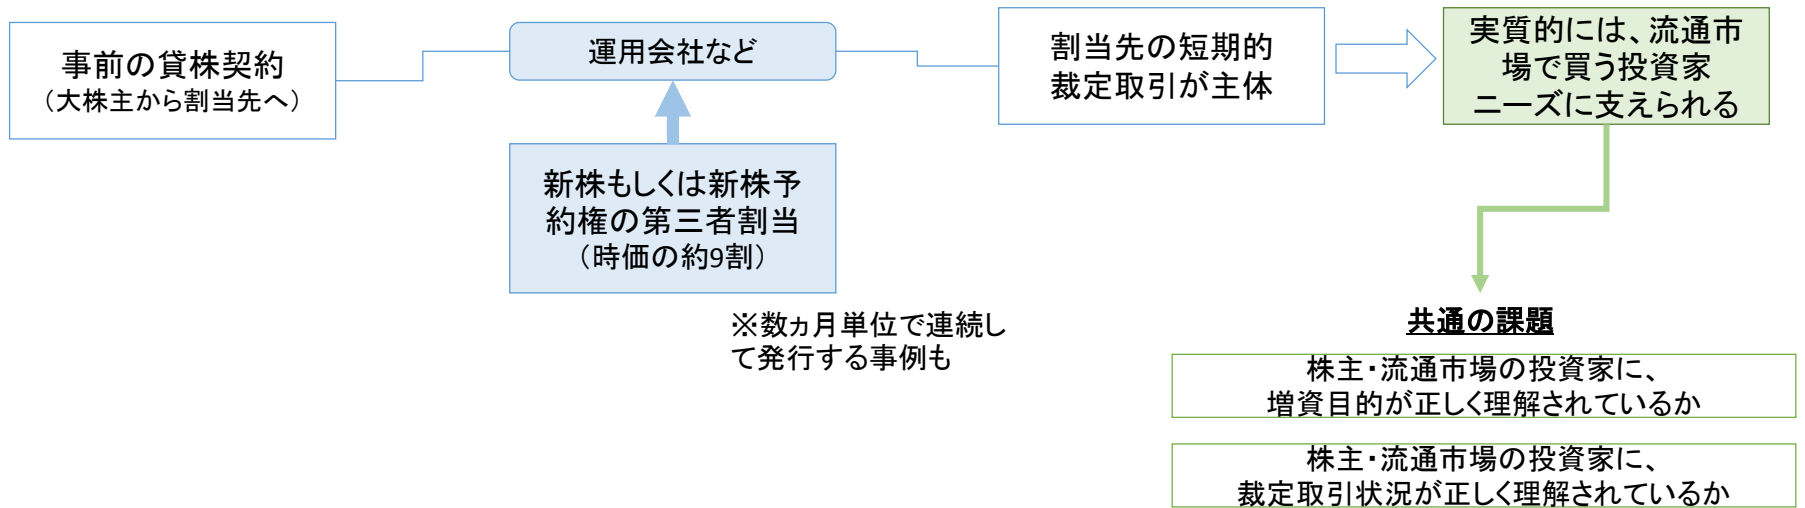 事前の貸株契約
（大株主から割当先へ）
運用会社など
新株もしくは新株予
約権の第三者割当
（時価の約9割）
※数ヵ月単位で連続し
て発行する事例も
割当先の短期的
裁定取引が主体
実質的には、流通市
場で買う投資家
ニーズに支えられる
共通の課題
株主・流通市場の投資家に、
増資目的が正しく理解されているか
株主・流通市場の投資家に、
裁定取引状況が正しく理解されているか